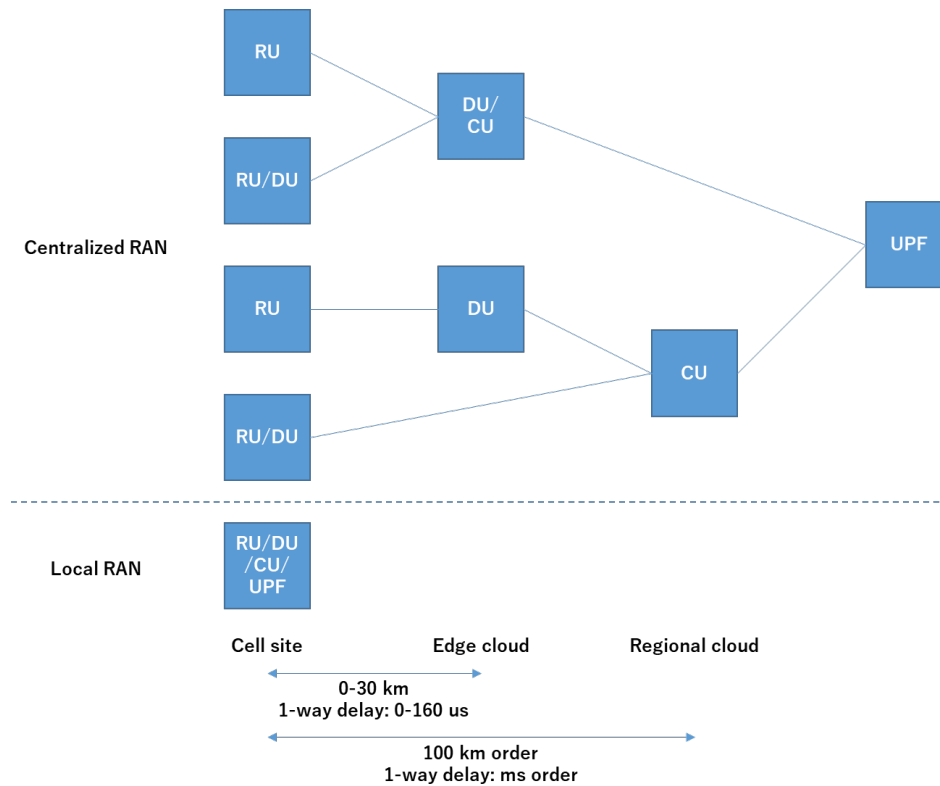 RU
DU/
CU
RU/DU
UPF
Centralized RAN
RU
DU
CU
RU/DU
RU/DU
/CU/
UPF
Local RAN
Cell site
Edge cloud
Regional cloud
0-30 km
1-way delay: 0-160 us
100 km order
1-way delay: ms order